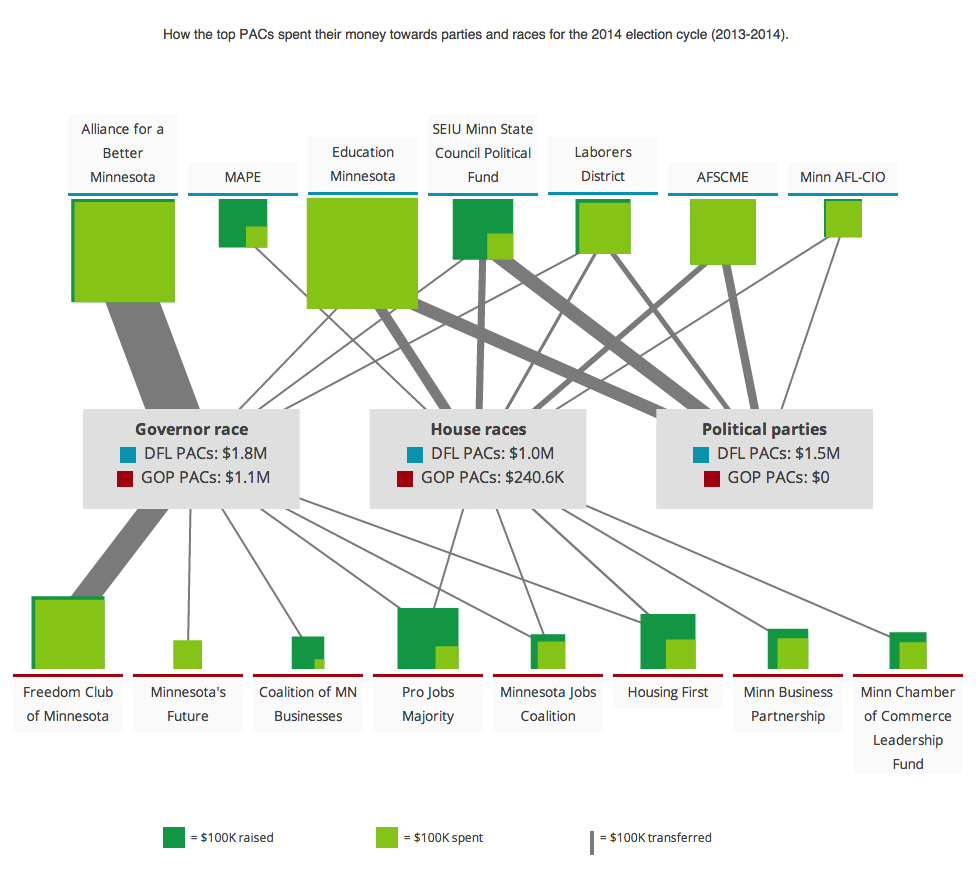 How the top PACs spent their money towards parties and races for the 2014 election cycle (2013-2014).
Alliance for a
Better
Minnesota
MAPE
Education
Minnesota
SEIU Minn State
Council Political
Fund
Laborers
District
AFSCME
Minn AFL-CIO
Governor race
DFL PACs: $1.8M
GOP PACs: $1.1M
House races
DFL PACs: $1.0M
GOP PACs: $240.6K
Political parties
DFL PACs: $1.5M
GOP PACs: $0
Freedom Club
of Minnesota
Minnesota's
Future
Coalition of MN
Businesses
Pro Jobs
Majority
Minnesota Jobs
Coalition
Housing First
Minn Business
Partnership
Minn Chamber
of Commerce
Leadership
Fund
= $100K raised
= $100K spent
= $100K transferred